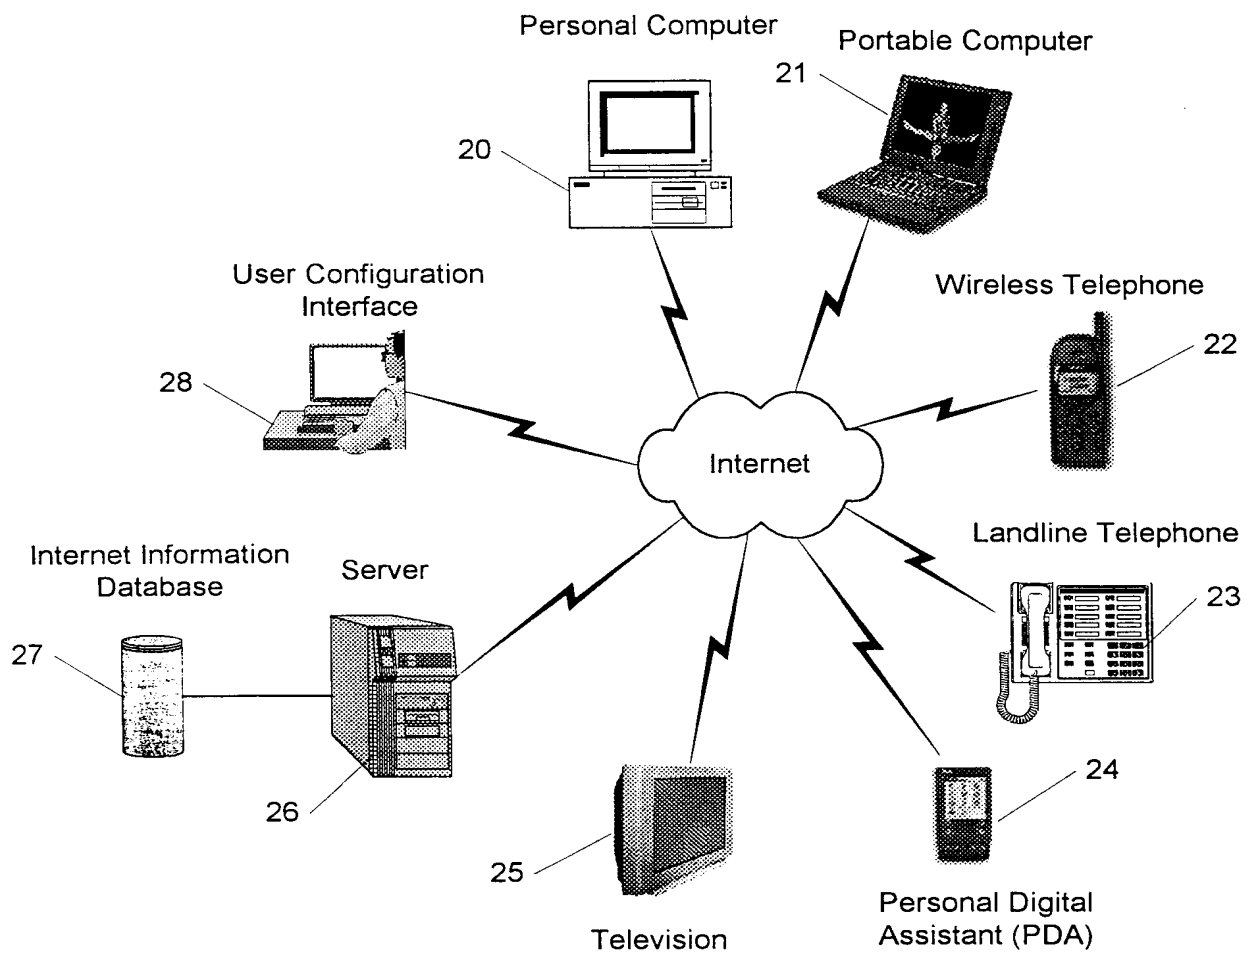 Personal Computer
Portable Computer
21
20
User Configuration
Interface
Wireless Telephone
22
28
Internet
Landline Telephone
Internet Information
Database
Server
23
27
24
26
25
Personal Digital
Assistant (PDA)
Television